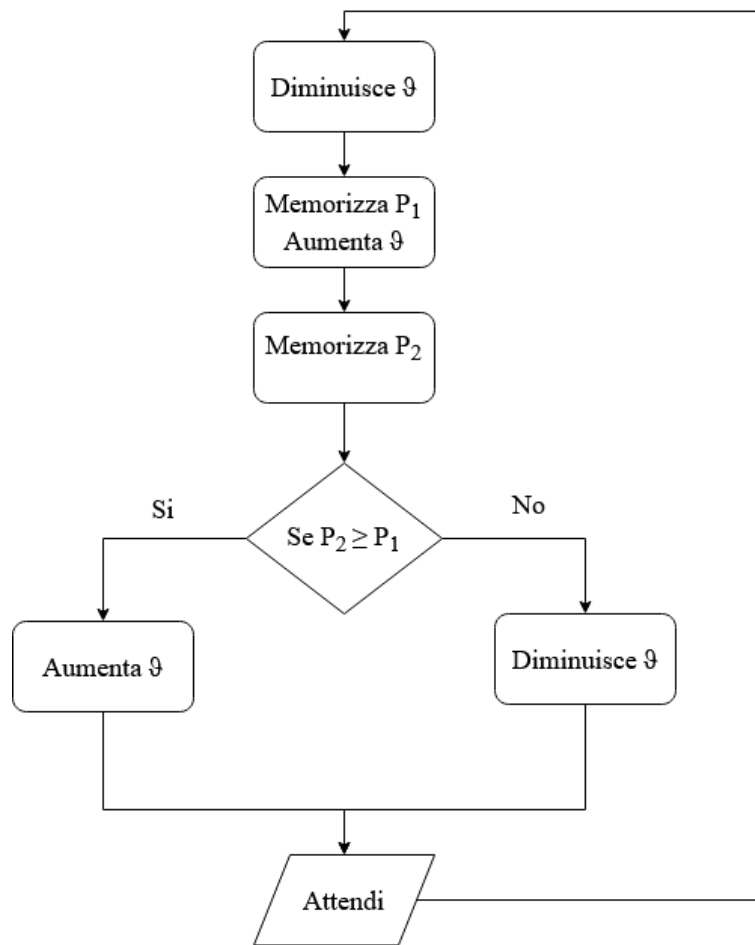 Diminuisce ϑ
Memorizza P₁
Aumenta ϑ
Memorizza P₂
Si
No
Se P₂ ≥ P₁
Aumenta ϑ
Diminuisce ϑ
Attendi